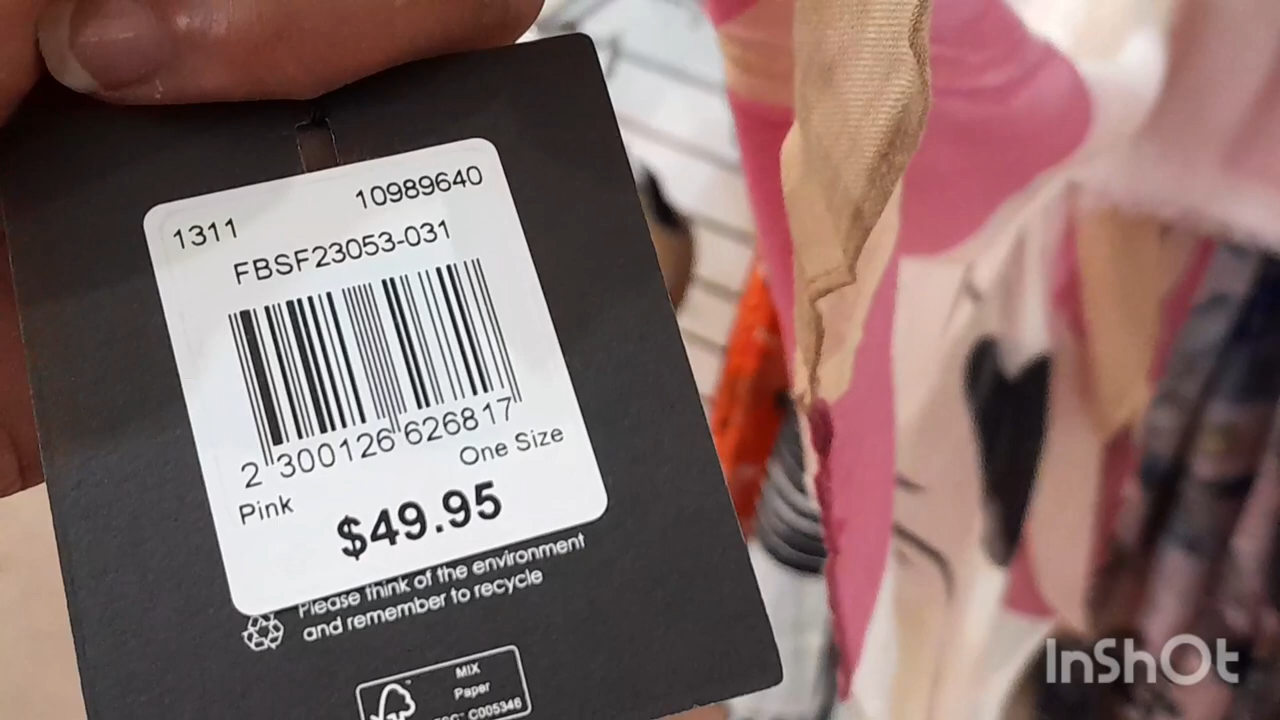 1311 10989640
FBSF23053-031
2 300126 626817
One Size
Pink
$49.95
Please think of the environment
and remember to recycle
MIX
Paper
C005346
InShOt